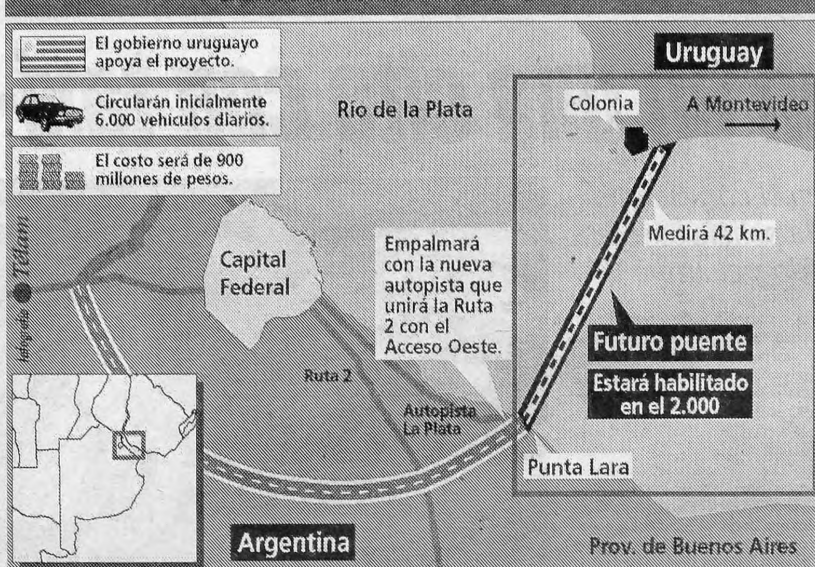 El gobierno uruguayo
apoya el proyecto.
Circularán inicialmente
6.000 vehículos diarios.
El costo será de 900
millones de pesos.
Río de la Plata
Uruguay
Colonia
A Montevideo
Medirá 42 km.
Capital
Federal
Empalmará
con la nueva
autopista que
unirá la Ruta
2 con el
Acceso Oeste.
Futuro puente
Estará habilitado
en el 2.000
Ruta 2
Autopista
La Plata
Punta Lara
Argentina
Prov. de Buenos Aires
Télam